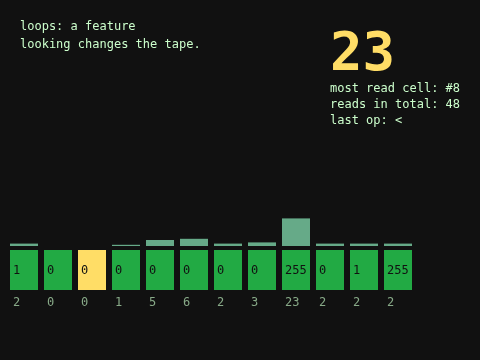 loops: a feature
looking changes the tape.
23
most read cell: #8
reads in total: 48
last op: <
1 0 0 0 0 0 0 0 255 0 1 255
2 0 0 1 5 6 2 3 23 2 2 2